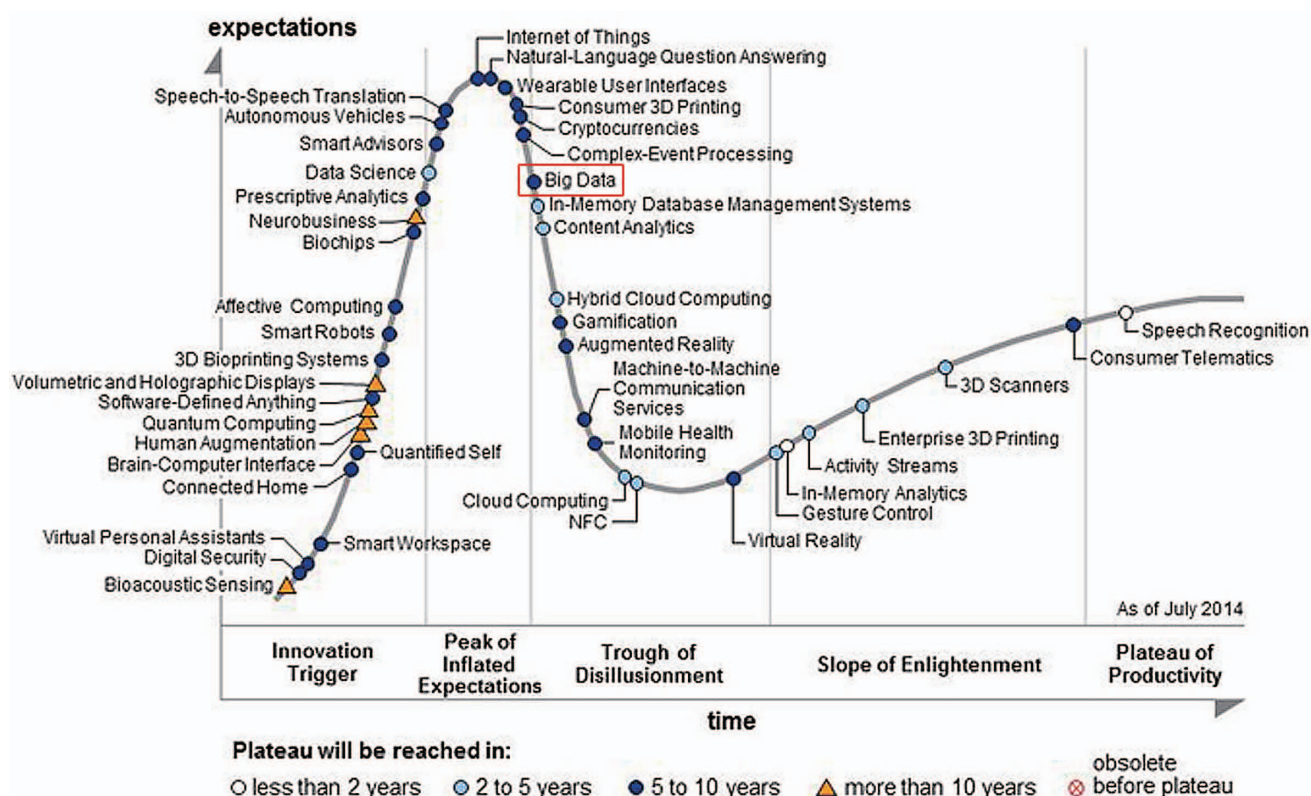 expectations
Internet of Things
Natural-Language Question Answering
Wearable User Interfaces
Speech-to-Speech Translation
Consumer 3D Printing
Autonomous Vehicles
Cryptocurrencies
Smart Advisors
Complex-Event Processing
Data Science
Big Data
Prescriptive Analytics
In-Memory Database Management Systems
Neurobusiness
Content Analytics
Biochips
Hybrid Cloud Computing
Affective Computing
Gamification
Smart Robots
Augmented Reality
3D Bioprinting Systems
Machine-to-Machine
Communication
Services
Volumetric and Holographic Displays
Software-Defined Anything
Quantum Computing
Mobile Health
Monitoring
Human Augmentation
Brain-Computer Interface
Quantified Self
Connected Home
Cloud Computing
NFC
Virtual Personal Assistants
Smart Workspace
Digital Security
Bioacoustic Sensing
Speech Recognition
Consumer Telematics
3D Scanners
Enterprise 3D Printing
Activity Streams
In-Memory Analytics
Gesture Control
Virtual Reality
As of July 2014
Innovation
Trigger
Peak of
Inflated
Expectations
Trough of
Disillusionment
Slope of Enlightenment
Plateau of
Productivity
time
Plateau will be reached in:
less than 2 years
2 to 5 years
5 to 10 years
more than 10 years
obsolete
before plateau